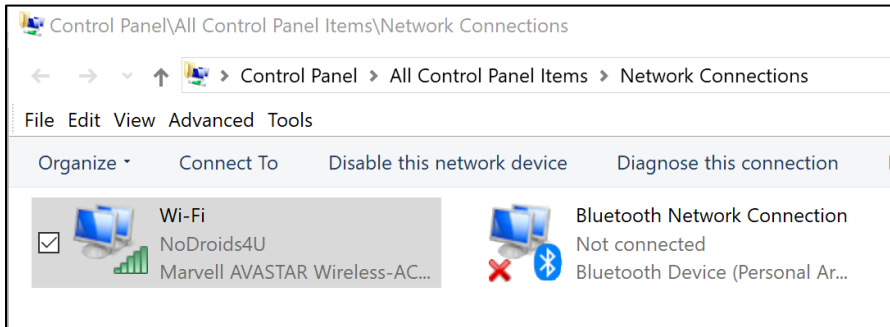 Control Panel\All Control Panel Items\Network Connections
Control Panel > All Control Panel Items > Network Connections
File Edit View Advanced Tools
Organize Connect To Disable this network device Diagnose this connection
Wi-Fi
NoDroids4U
Marvell AVASTAR Wireless-AC...
Bluetooth Network Connection
Not connected
Bluetooth Device (Personal Ar...